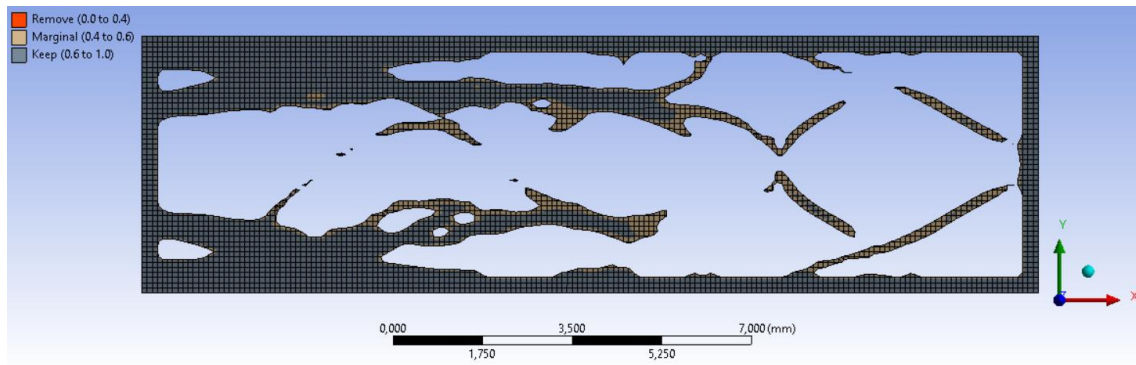 Remove (0.0 to 0.4)
Marginal (0.4 to 0.6)
Keep (0.6 to 1.0)
Y
X
0,000 3,500 7,000 (mm)
1,750 5,250